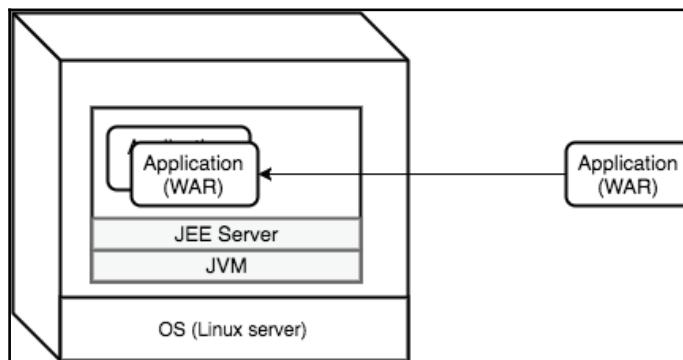 Application
(WAR)
JEE Server
JVM
OS (Linux server)
Application
(WAR)